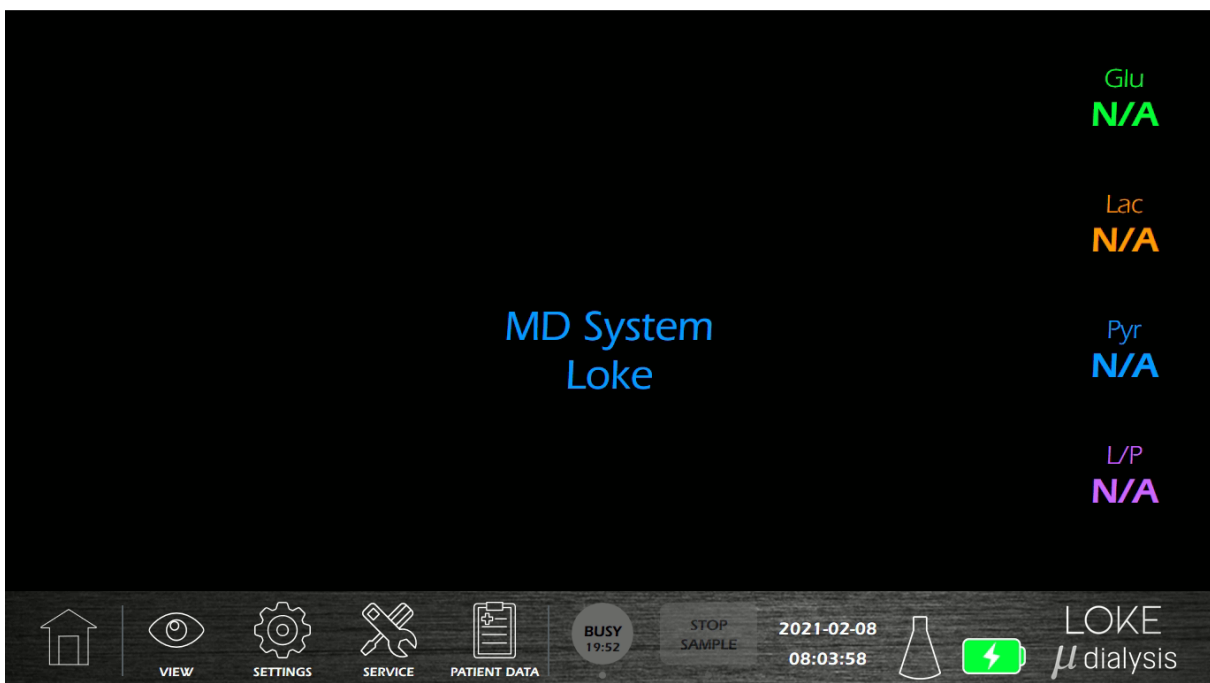 Glu
N/A
Lac
N/A
MD System
Loke
Pyr
N/A
L/P
N/A
VIEW
SETTINGS
SERVICE
PATIENT DATA
BUSY
19:52
STOP
SAMPLE
2021-02-08
08:03:58
LOKE
μ dialysis